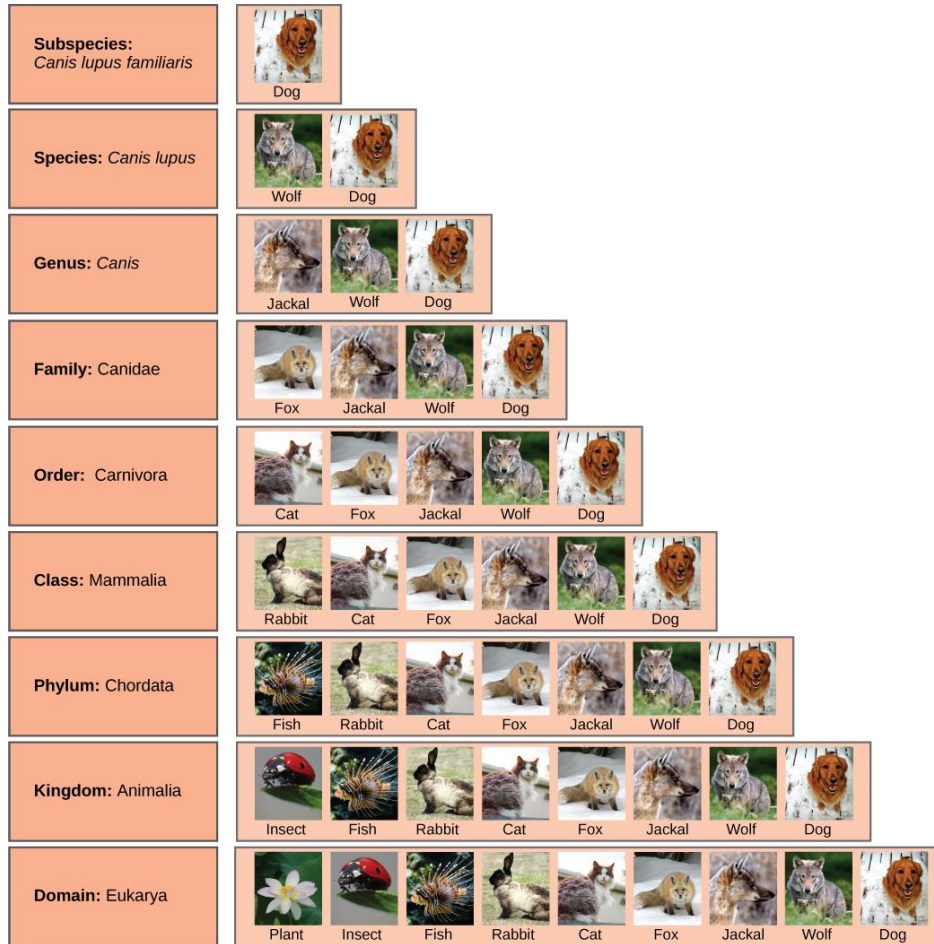 Subspecies:
Canis lupus familiaris
Dog
Species: Canis lupus
Wolf Dog
Genus: Canis
Jackal Wolf Dog
Family: Canidae
Fox Jackal Wolf Dog
Order: Carnivora
Cat Fox Jackal Wolf Dog
Class: Mammalia
Rabbit Cat Fox Jackal Wolf Dog
Phylum: Chordata
Fish Rabbit Cat Fox Jackal Wolf Dog
Kingdom: Animalia
Insect Fish Rabbit Cat Fox Jackal Wolf Dog
Domain: Eukarya
Plant Insect Fish Rabbit Cat Fox Jackal Wolf Dog